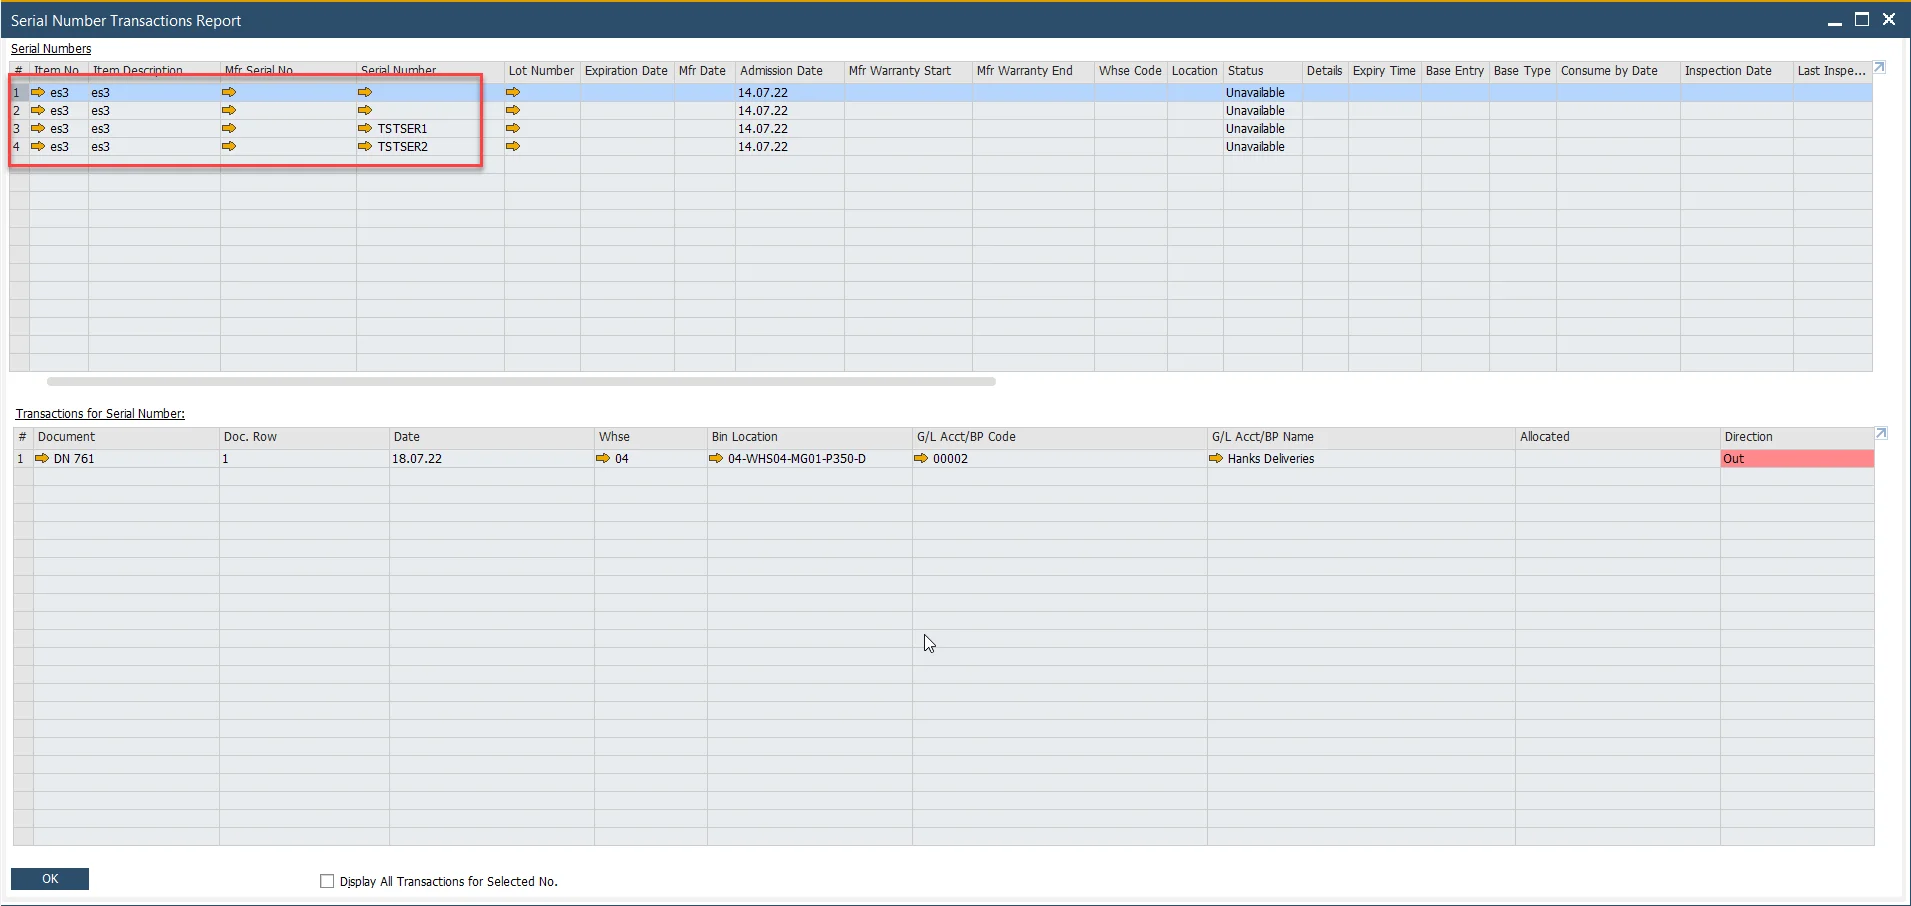 Serial Number Transactions Report
Serial Numbers
# Item No. Item Description Mfr Serial No. Serial Number Lot Number Expiration Date Mfr Date Admission Date Mfr Warranty Start Mfr Warranty End Whse Code Location Status Details Expiry Time Base Entry Base Type Consume by Date Inspection Date Last Inspe...
1 es3 es3 14.07.22 Unavailable
2 es3 es3 14.07.22 Unavailable
3 es3 es3 TSTSER1 14.07.22 Unavailable
4 es3 es3 TSTSER2 14.07.22 Unavailable
Transactions for Serial Number:
# Document Doc. Row Date Whse Bin Location G/L Acct/BP Code G/L Acct/BP Name Allocated Direction
1 DN 761 1 18.07.22 04 04-WHS04-MG01-P350-D 00002 Hanks Deliveries Out
OK
Display All Transactions for Selected No.